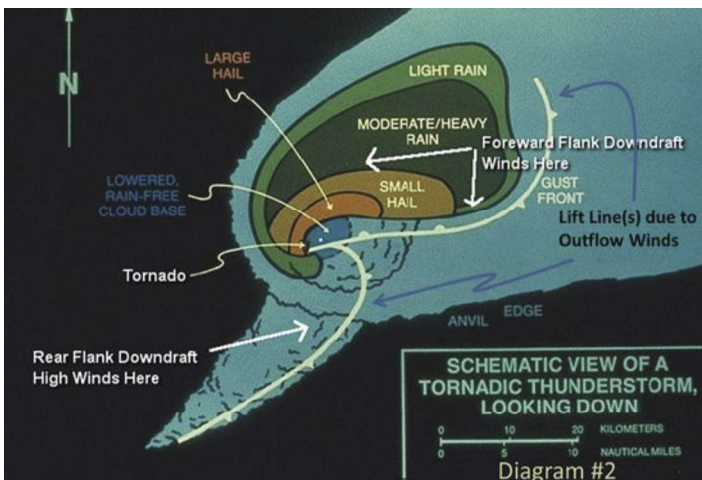 N
LARGE
HAIL
LIGHT RAIN
MODERATE/HEAVY
RAIN
Foreward Flank Downdraft
Winds Here
LOWERED,
RAIN-FREE
CLOUD BASE
SMALL
HAIL
GUST
FRONT
Lift Line(s) due to
Outflow Winds
Tornado
ANVIL EDGE
Rear Flank Downdraft
High Winds Here
SCHEMATIC VIEW OF A
TORNADIC THUNDERSTORM,
LOOKING DOWN
0 10 20 KILOMETERS
0 5 10 NAUTICAL MILES
Diagram #2